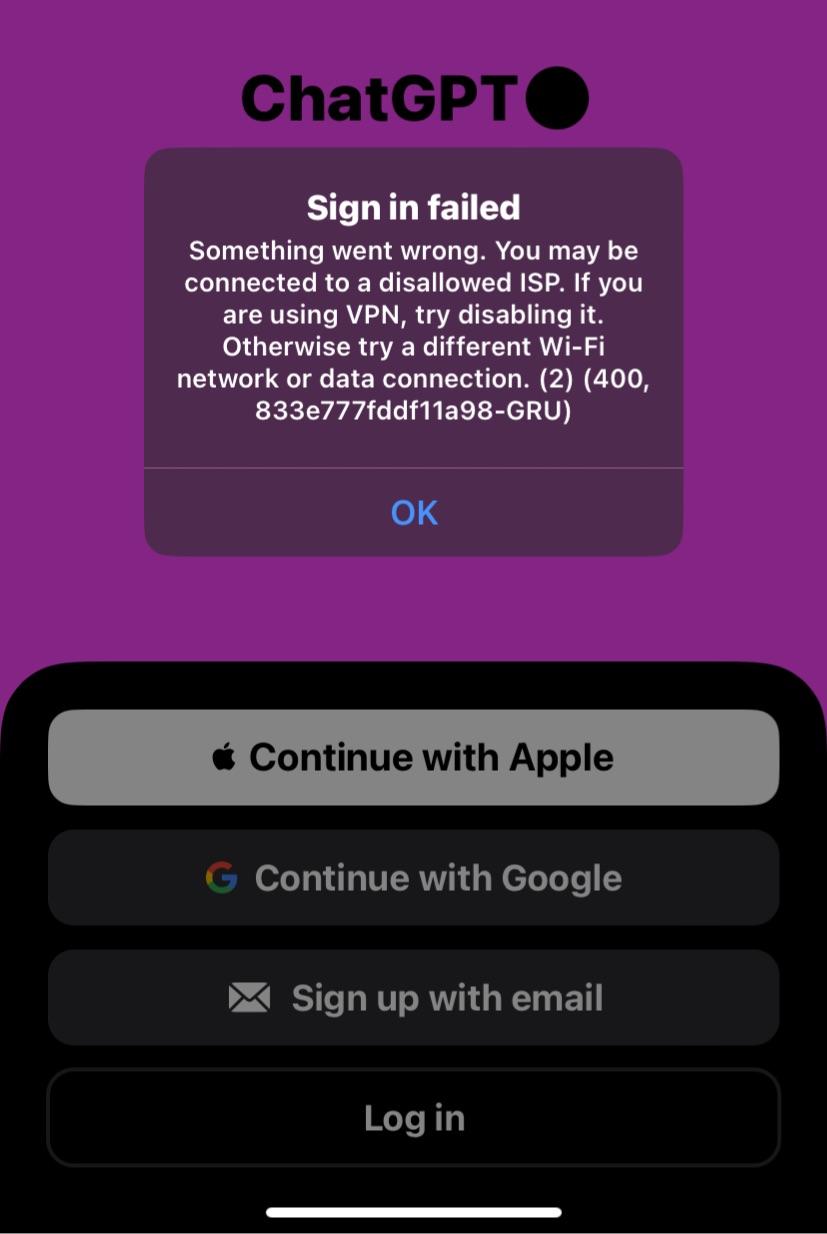 ChatGPT
Sign in failed
Something went wrong. You may be
connected to a disallowed ISP. If you
are using VPN, try disabling it.
Otherwise try a different Wi-Fi
network or data connection. (2) (400,
833e777fddf11a98-GRU)
OK
Continue with Apple
Continue with Google
Sign up with email
Log in